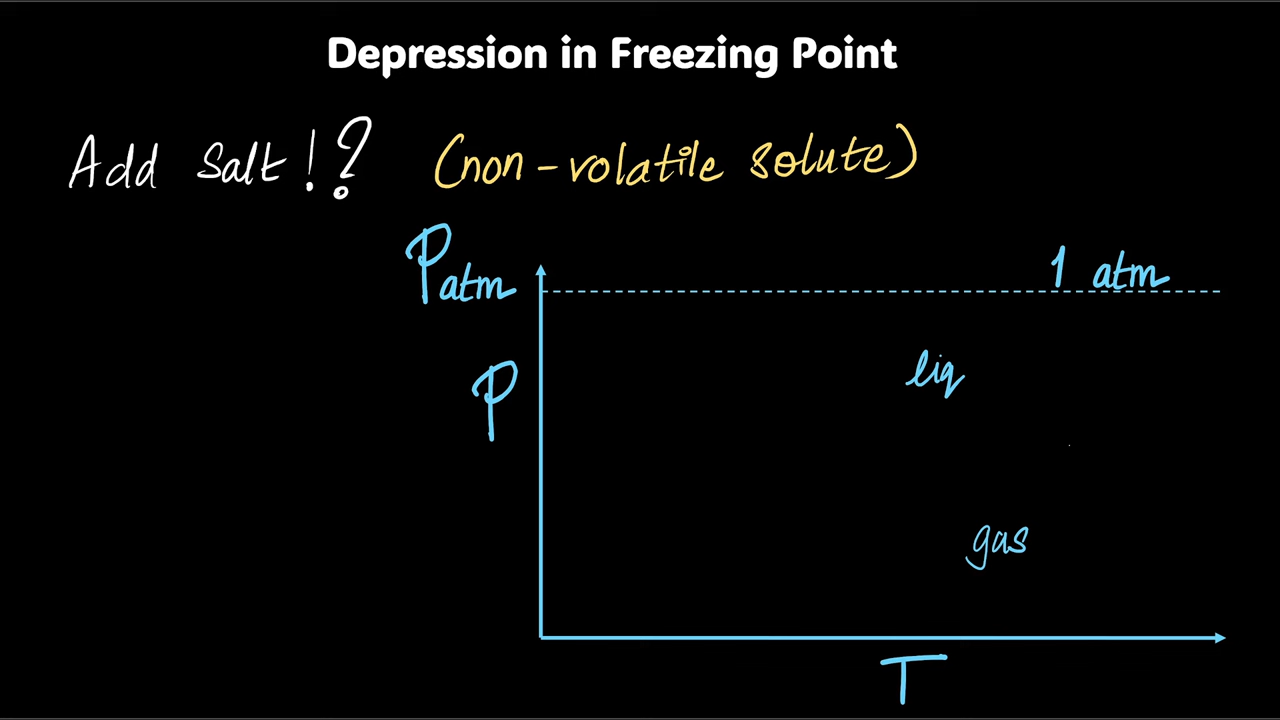 Depression in Freezing Point
Add Salt!? (non-volatile solute)
Patm 1 atm
P liq
gas
T